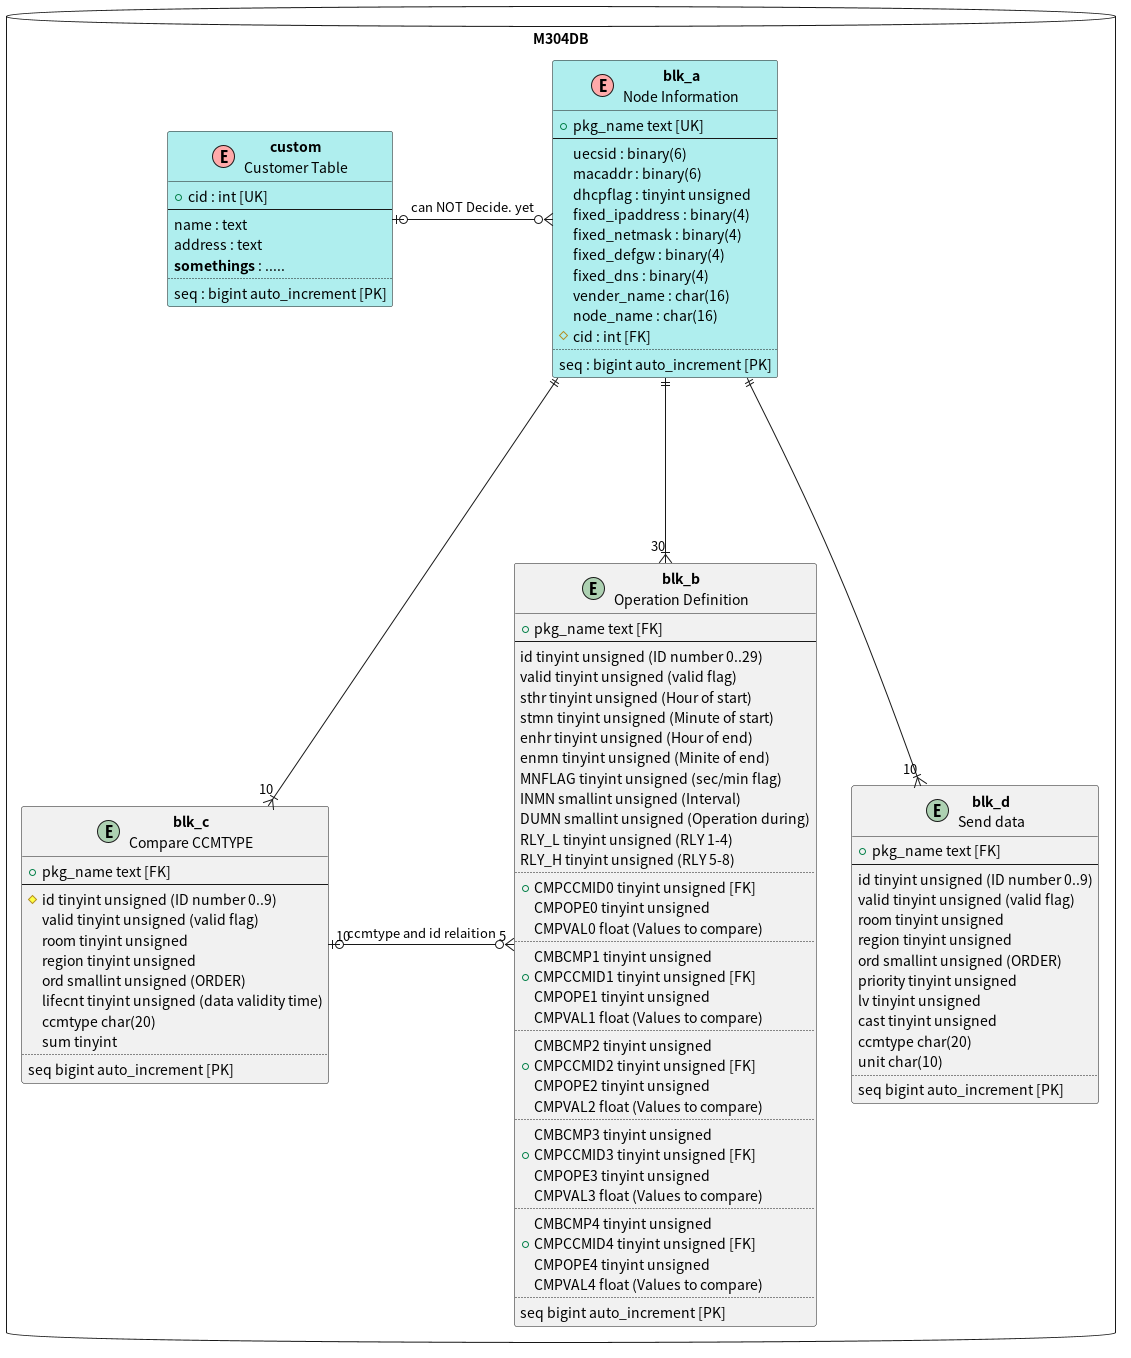 M304DB
E
blk_a
Node Information
pkg_name text [UK]
uecsid : binary(6)
macaddr : binary(6)
dhcpflag : tinyint unsigned
fixed_ipaddress : binary(4)
fixed_netmask : binary(4)
fixed_defgw : binary(4)
fixed_dns : binary(4)
vender_name : char(16)
node_name : char(16)
cid : int [FK]
seq : bigint auto_increment [PK]
E
custom
Customer Table
cid : int [UK]
name : text
address : text
somethings : .....
seq : bigint auto_increment [PK]
can NOT Decide. yet
30
10
10
E
blk_b
Operation Definition
pkg_name text [FK]
id tinyint unsigned (ID number 0..29)
valid tinyint unsigned (valid flag)
sthr tinyint unsigned (Hour of start)
stmn tinyint unsigned (Minute of start)
enhr tinyint unsigned (Hour of end)
enmn tinyint unsigned (Minite of end)
MNFLAG tinyint unsigned (sec/min flag)
INMN smallint unsigned (Interval)
DUMN smallint unsigned (Operation during)
RLY_L tinyint unsigned (RLY 1-4)
RLY_H tinyint unsigned (RLY 5-8)
CMPCCMID0 tinyint unsigned [FK]
CMPOPE0 tinyint unsigned
CMPVAL0 float (Values to compare)
CMBCMP1 tinyint unsigned
CMPCCMID1 tinyint unsigned [FK]
CMPOPE1 tinyint unsigned
CMPVAL1 float (Values to compare)
CMBCMP2 tinyint unsigned
CMPCCMID2 tinyint unsigned [FK]
CMPOPE2 tinyint unsigned
CMPVAL2 float (Values to compare)
CMBCMP3 tinyint unsigned
CMPCCMID3 tinyint unsigned [FK]
CMPOPE3 tinyint unsigned
CMPVAL3 float (Values to compare)
CMBCMP4 tinyint unsigned
CMPCCMID4 tinyint unsigned [FK]
CMPOPE4 tinyint unsigned
CMPVAL4 float (Values to compare)
seq bigint auto_increment [PK]
E
blk_c
Compare CCMTYPE
pkg_name text [FK]
id tinyint unsigned (ID number 0..9)
valid tinyint unsigned (valid flag)
room tinyint unsigned
region tinyint unsigned
ord smallint unsigned (ORDER)
lifecnt tinyint unsigned (data validity time)
ccmtype char(20)
sum tinyint
seq bigint auto_increment [PK]
10
ccmtype and id relaition
5
E
blk_d
Send data
pkg_name text [FK]
id tinyint unsigned (ID number 0..9)
valid tinyint unsigned (valid flag)
room tinyint unsigned
region tinyint unsigned
ord smallint unsigned (ORDER)
priority tinyint unsigned
lv tinyint unsigned
cast tinyint unsigned
ccmtype char(20)
unit char(10)
seq bigint auto_increment [PK]